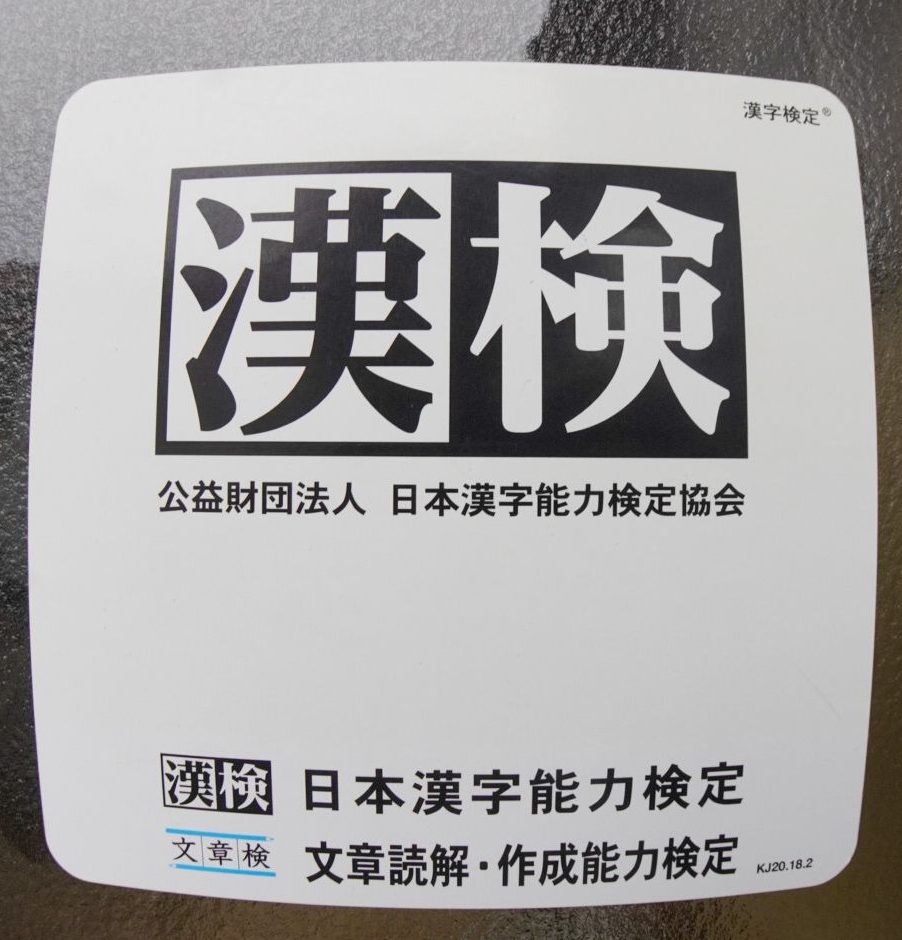 漢字検定®
漢検
公益財団法人 日本漢字能力検定協会
漢検 日本漢字能力検定
文章検 文章読解・作成能力検定
KJ20.18.2